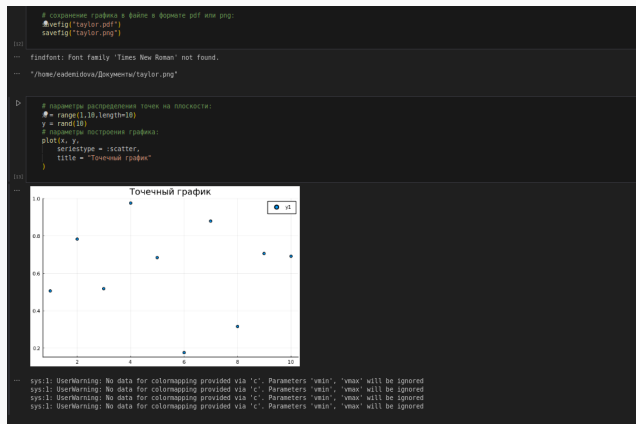 # сохранение графика в файле в формате pdf или png:
savefig("taylor.pdf")
savefig("taylor.png")
findfont: Font family 'Times New Roman' not found.
"/home/eademidova/Документы/taylor.png"
# параметры распределения точек на плоскости:
= range(1,10,length=10)
y = rand(10)
# параметры построения графика:
plot(x, y,
seriestype = :scatter,
title = "Точечный график"
)
Точечный график
1.0
y1
0.8
0.6
0.4
0.2
2 4 6 8 10
sys:1: UserWarning: No data for colormapping provided via 'c'. Parameters 'vmin', 'vmax' will be ignored
sys:1: UserWarning: No data for colormapping provided via 'c'. Parameters 'vmin', 'vmax' will be ignored
sys:1: UserWarning: No data for colormapping provided via 'c'. Parameters 'vmin', 'vmax' will be ignored
sys:1: UserWarning: No data for colormapping provided via 'c'. Parameters 'vmin', 'vmax' will be ignored